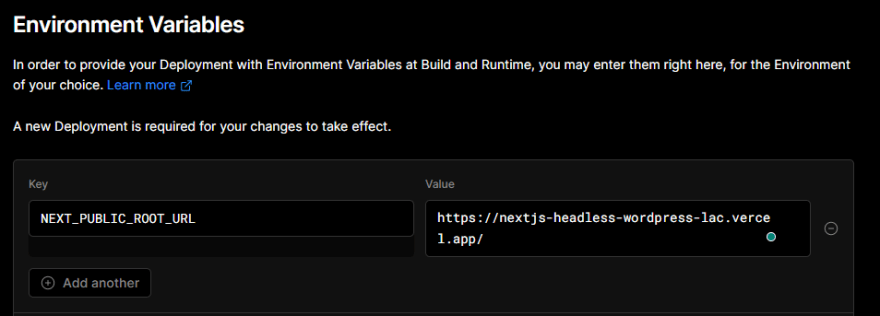 Environment Variables
In order to provide your Deployment with Environment Variables at Build and Runtime, you may enter them right here, for the Environment
of your choice. Learn more
A new Deployment is required for your changes to take effect.
Key
Value
NEXT_PUBLIC_ROOT_URL
https://nextjs-headless-wordpress-lac.verce
l.app/
Add another